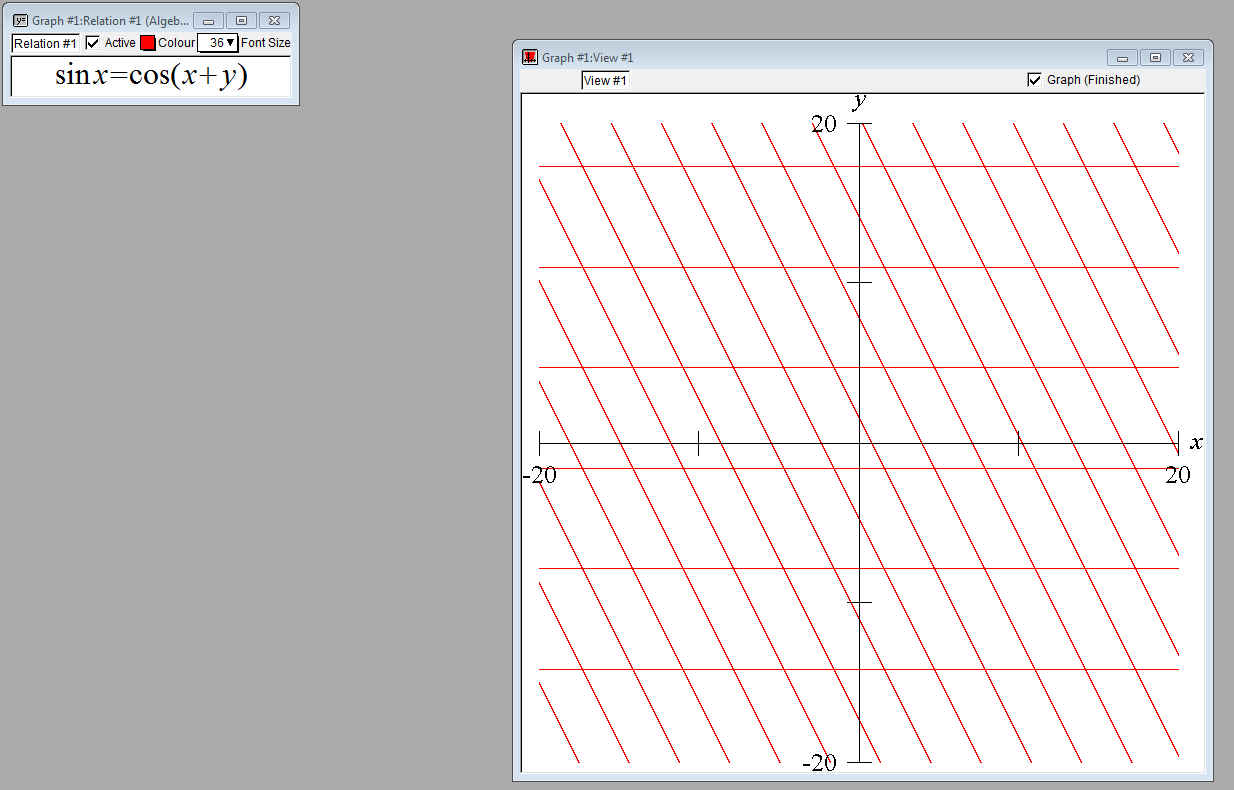 Graph #1:Relation #1 (Algeb...
Relation #1 Active Colour 36 Font Size
sin x=cos(x+y)
Graph #1:View #1
View #1 Graph (Finished)
y
20
x
-20 20
-20